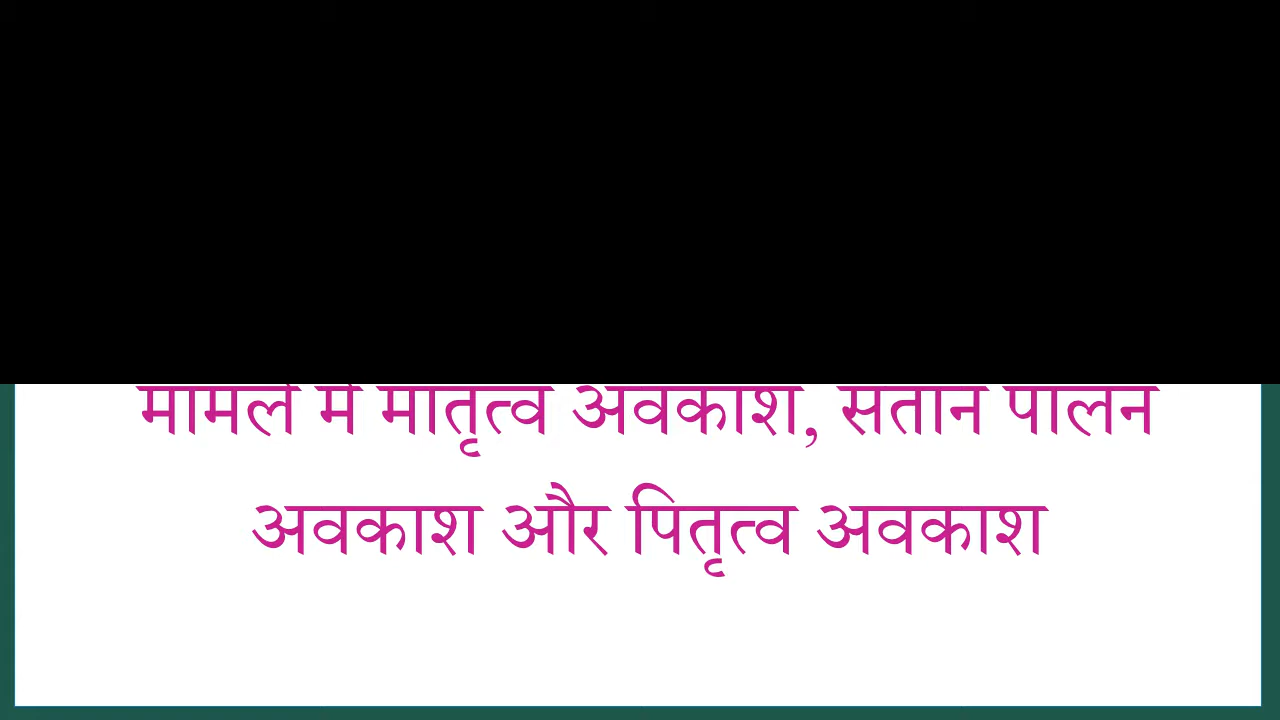 मामले में मातृत्व अवकाश, संतान पालन
अवकाश और पितृत्व अवकाश